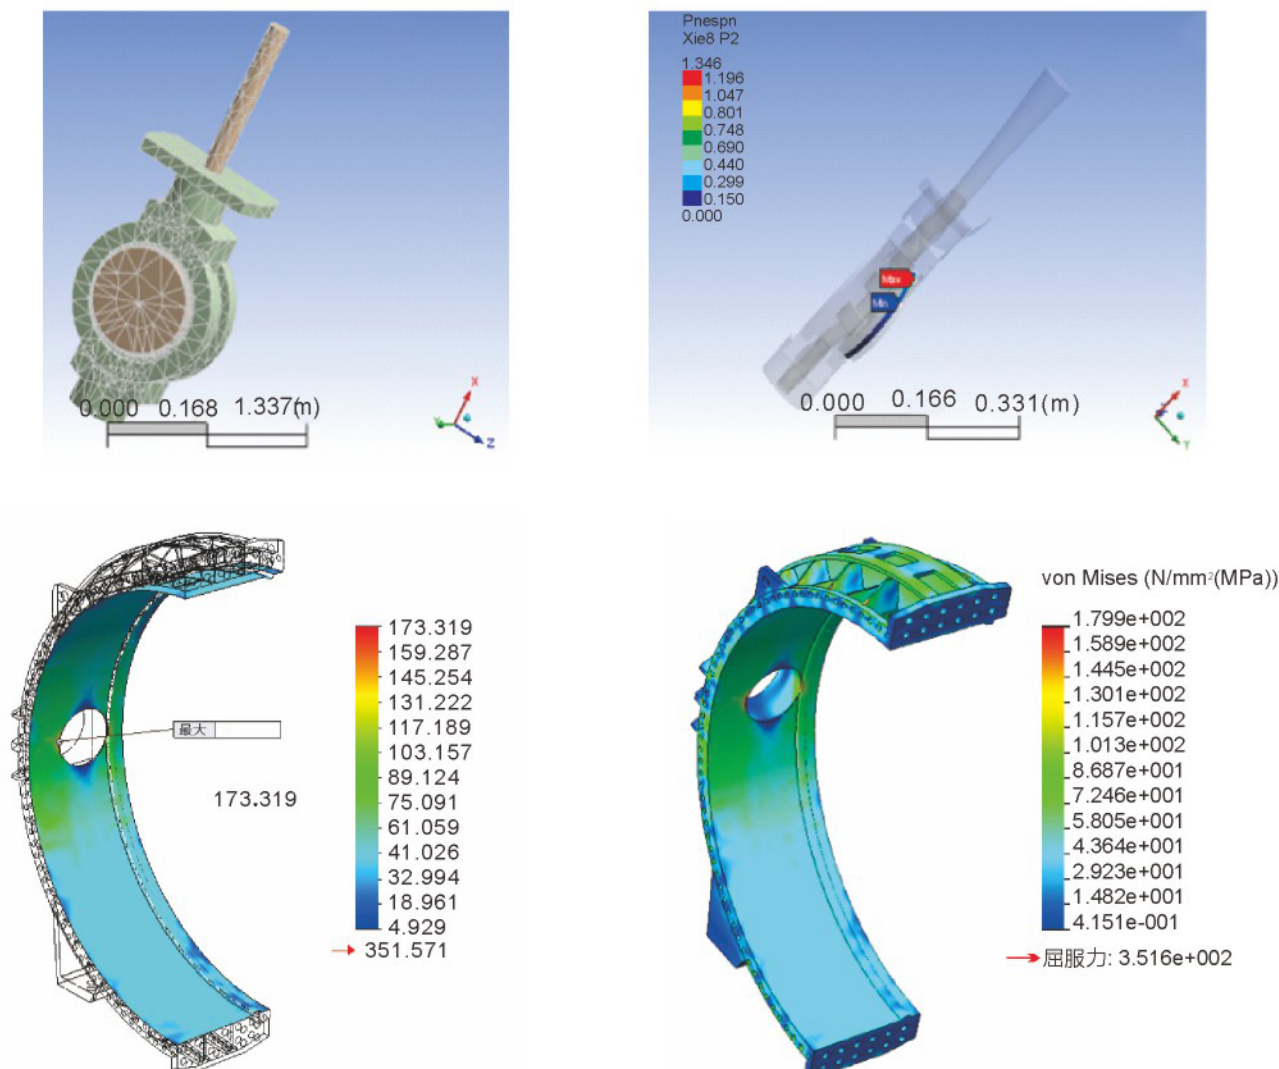 0.000 0.168 1.337(m)
X
Y
Z
Pnespn
Xie8 P2
1.346
1.196
1.047
0.801
0.748
0.690
0.440
0.299
0.150
0.000
Max
Min
0.000 0.166 0.331(m)
X
Y
最大
173.319
173.319
159.287
145.254
131.222
117.189
103.157
89.124
75.091
61.059
41.026
32.994
18.961
4.929
351.571
von Mises (N/mm²(MPa))
1.799e+002
1.589e+002
1.445e+002
1.301e+002
1.157e+002
1.013e+002
8.687e+001
7.246e+001
5.805e+001
4.364e+001
2.923e+001
1.482e+001
4.151e-001
屈服力: 3.516e+002